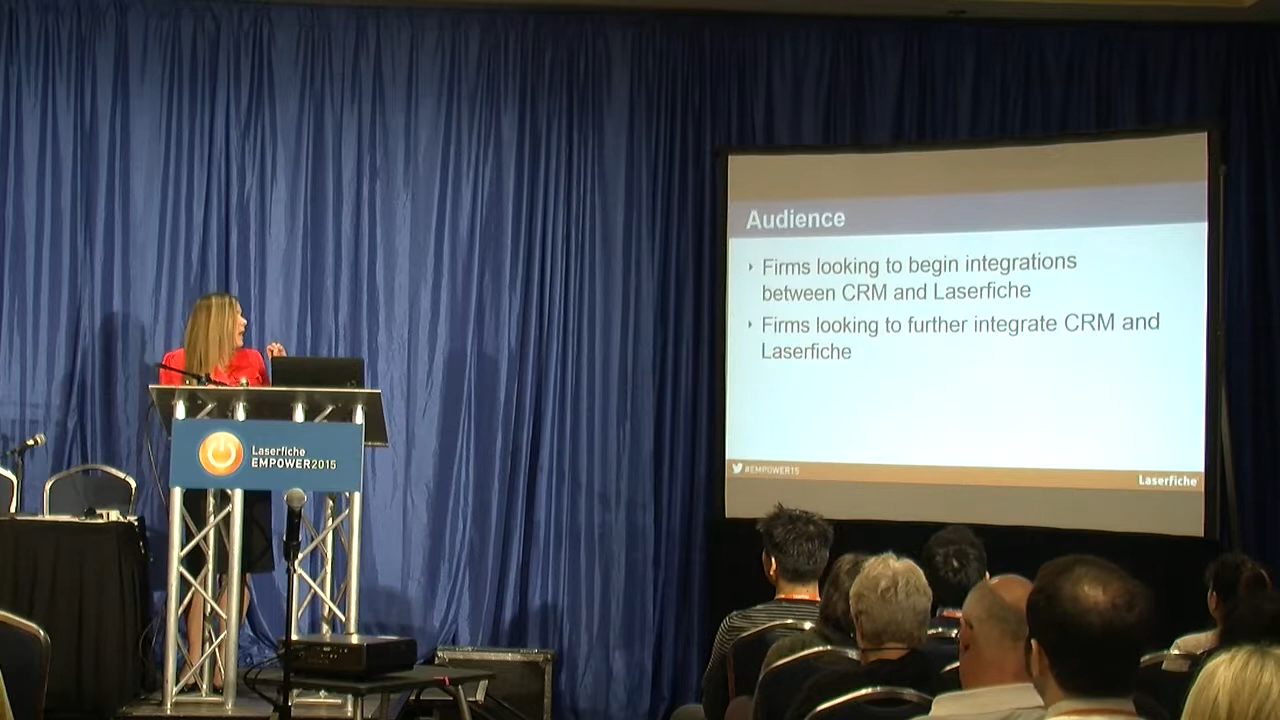 Audience
Firms looking to begin integrations
between CRM and Laserfiche
Firms looking to further integrate CRM and
Laserfiche
#EMPOWER15
Laserfiche
Laserfiche
EMPOWER2015